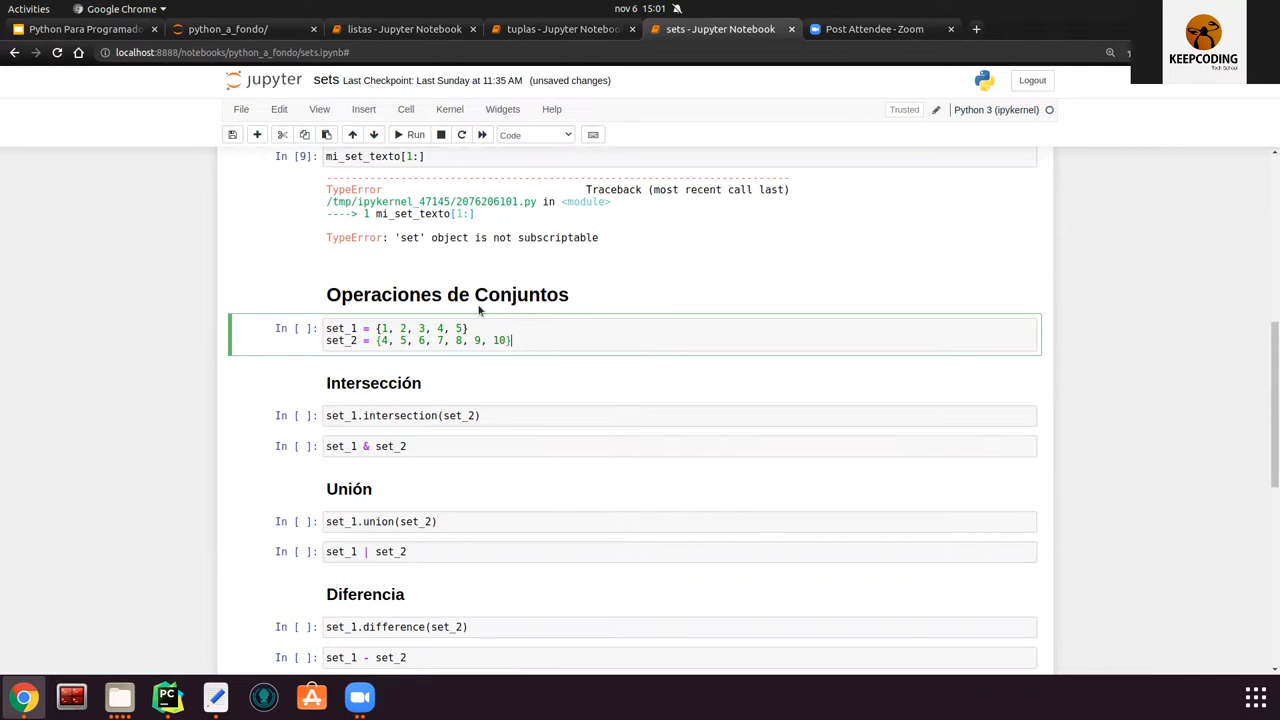 Activities
Google Chrome
nov 6 15:01
Python Para Programado
python_a_fondo/
listas - Jupyter Notebook
tuplas - Jupyter Notebook
sets - Jupyter Notebook
Post Attendee - Zoom
localhost:8888/notebooks/python_a_fondo/sets.ipynb#
KEEPCODING
Tech School
jupyter
Sets Last Checkpoint: Last Sunday at 11:35 AM (unsaved changes)
Logout
File Edit View Insert Cell Kernel Widgets Help
Trusted
Python 3 (ipykernel)
Run
Code
In [9]: mi_set_texto[1:]
---------------------------------------------------------------------------
TypeError Traceback (most recent call last)
/tmp/ipykernel_47145/2076206101.py in <module>
----> 1 mi_set_texto[1:]
TypeError: 'set' object is not subscriptable
Operaciones de Conjuntos
In [ ]: set_1 = {1, 2, 3, 4, 5}
set_2 = {4, 5, 6, 7, 8, 9, 10}
Intersección
In [ ]: set_1.intersection(set_2)
In [ ]: set_1 & set_2
Unión
In [ ]: set_1.union(set_2)
In [ ]: set_1 | set_2
Diferencia
In [ ]: set_1.difference(set_2)
In [ ]: set_1 - set_2
PC